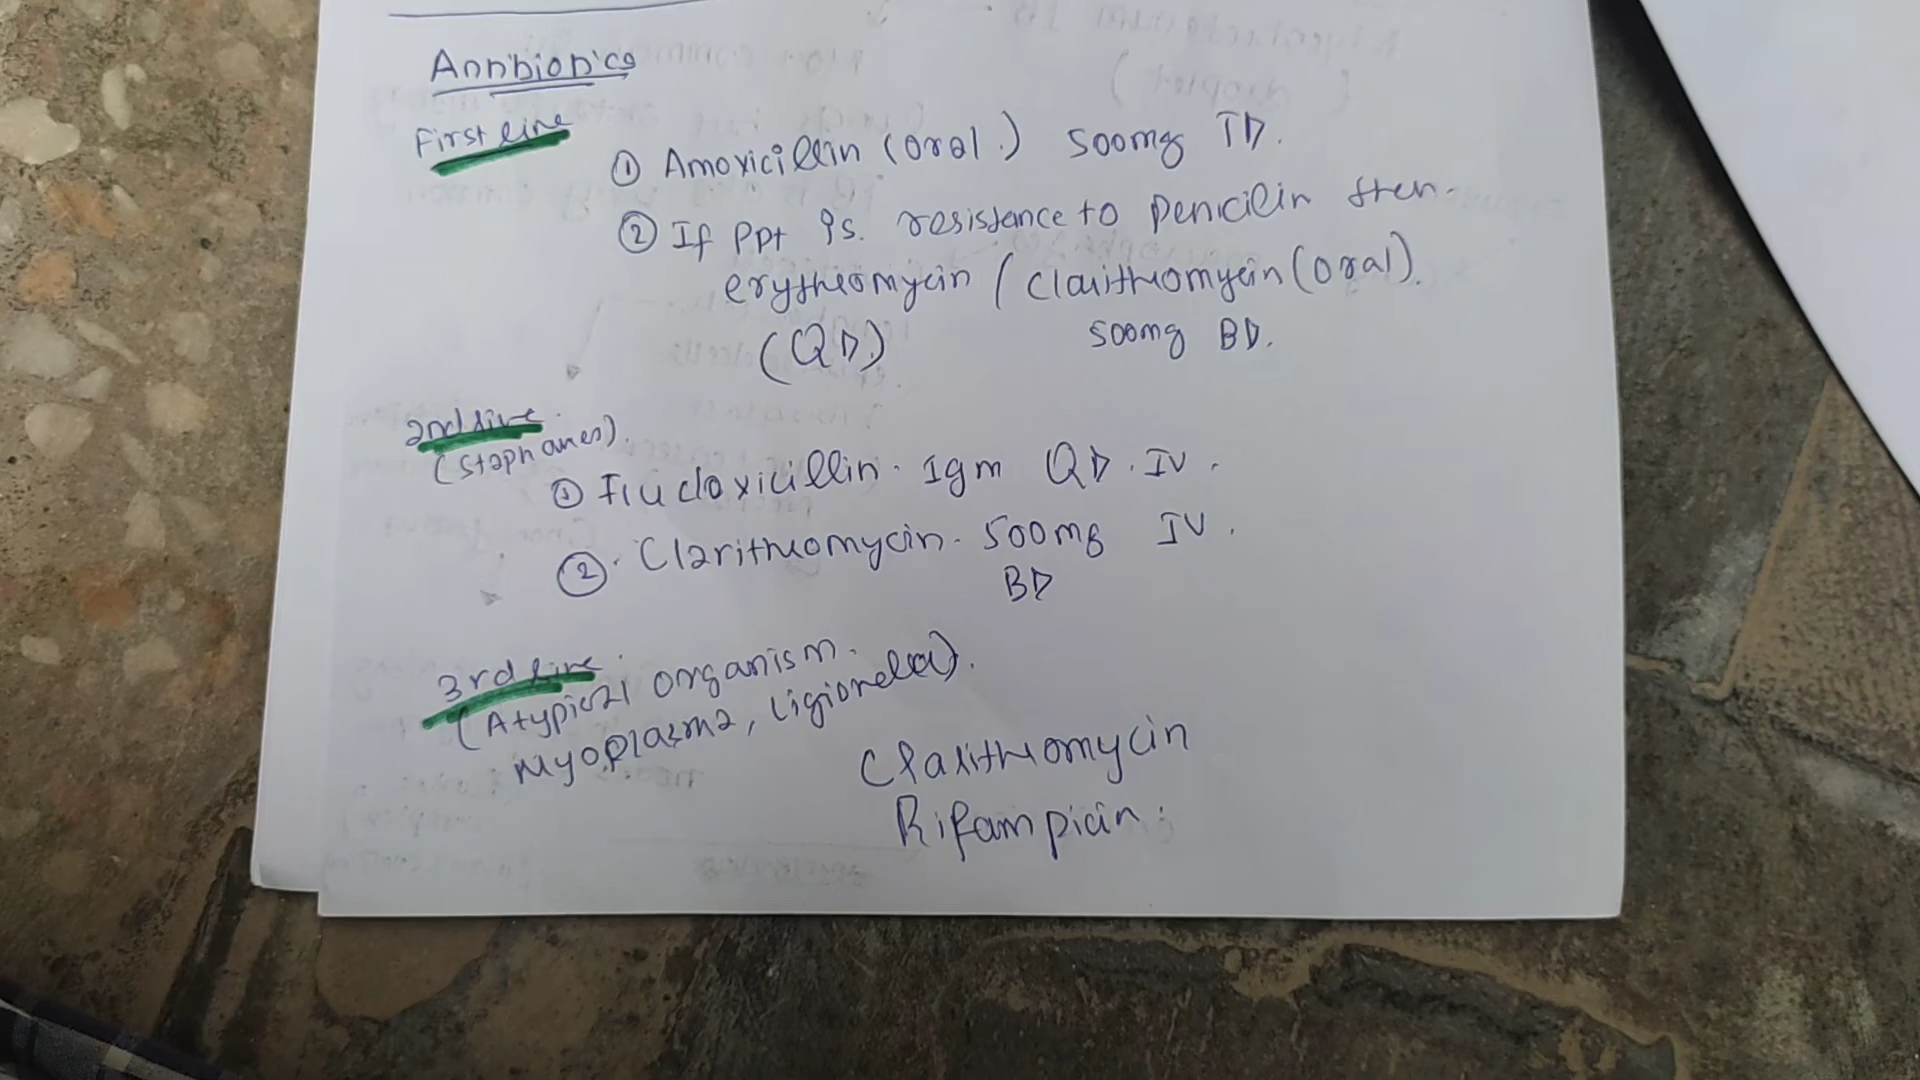 Antibiotics
First line
① Amoxicillin (oral.) 500mg TD.
② If ppt is. resistance to penicilin then.
erythromycin / Clarithromycin (oral).
(QD) 500mg BD.
2nd line
(staph aures).
① Flucloxicillin. 1gm QD. IV.
②. Clarithromycin. 500mg IV.
BD
3rd line.
(Atypical organism.
Myoplasma, Ligionella).
Clarithromycin
Rifampicin.